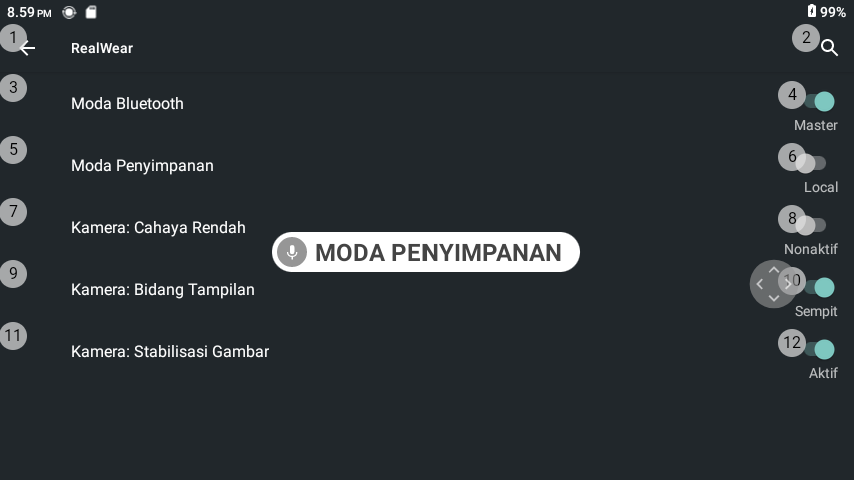 8.59 PM
99%
1
RealWear
2
3
Moda Bluetooth
4
Master
5
Moda Penyimpanan
6
Local
7
Kamera: Cahaya Rendah
8
Nonaktif
MODA PENYIMPANAN
9
Kamera: Bidang Tampilan
10
Sempit
11
Kamera: Stabilisasi Gambar
12
Aktif